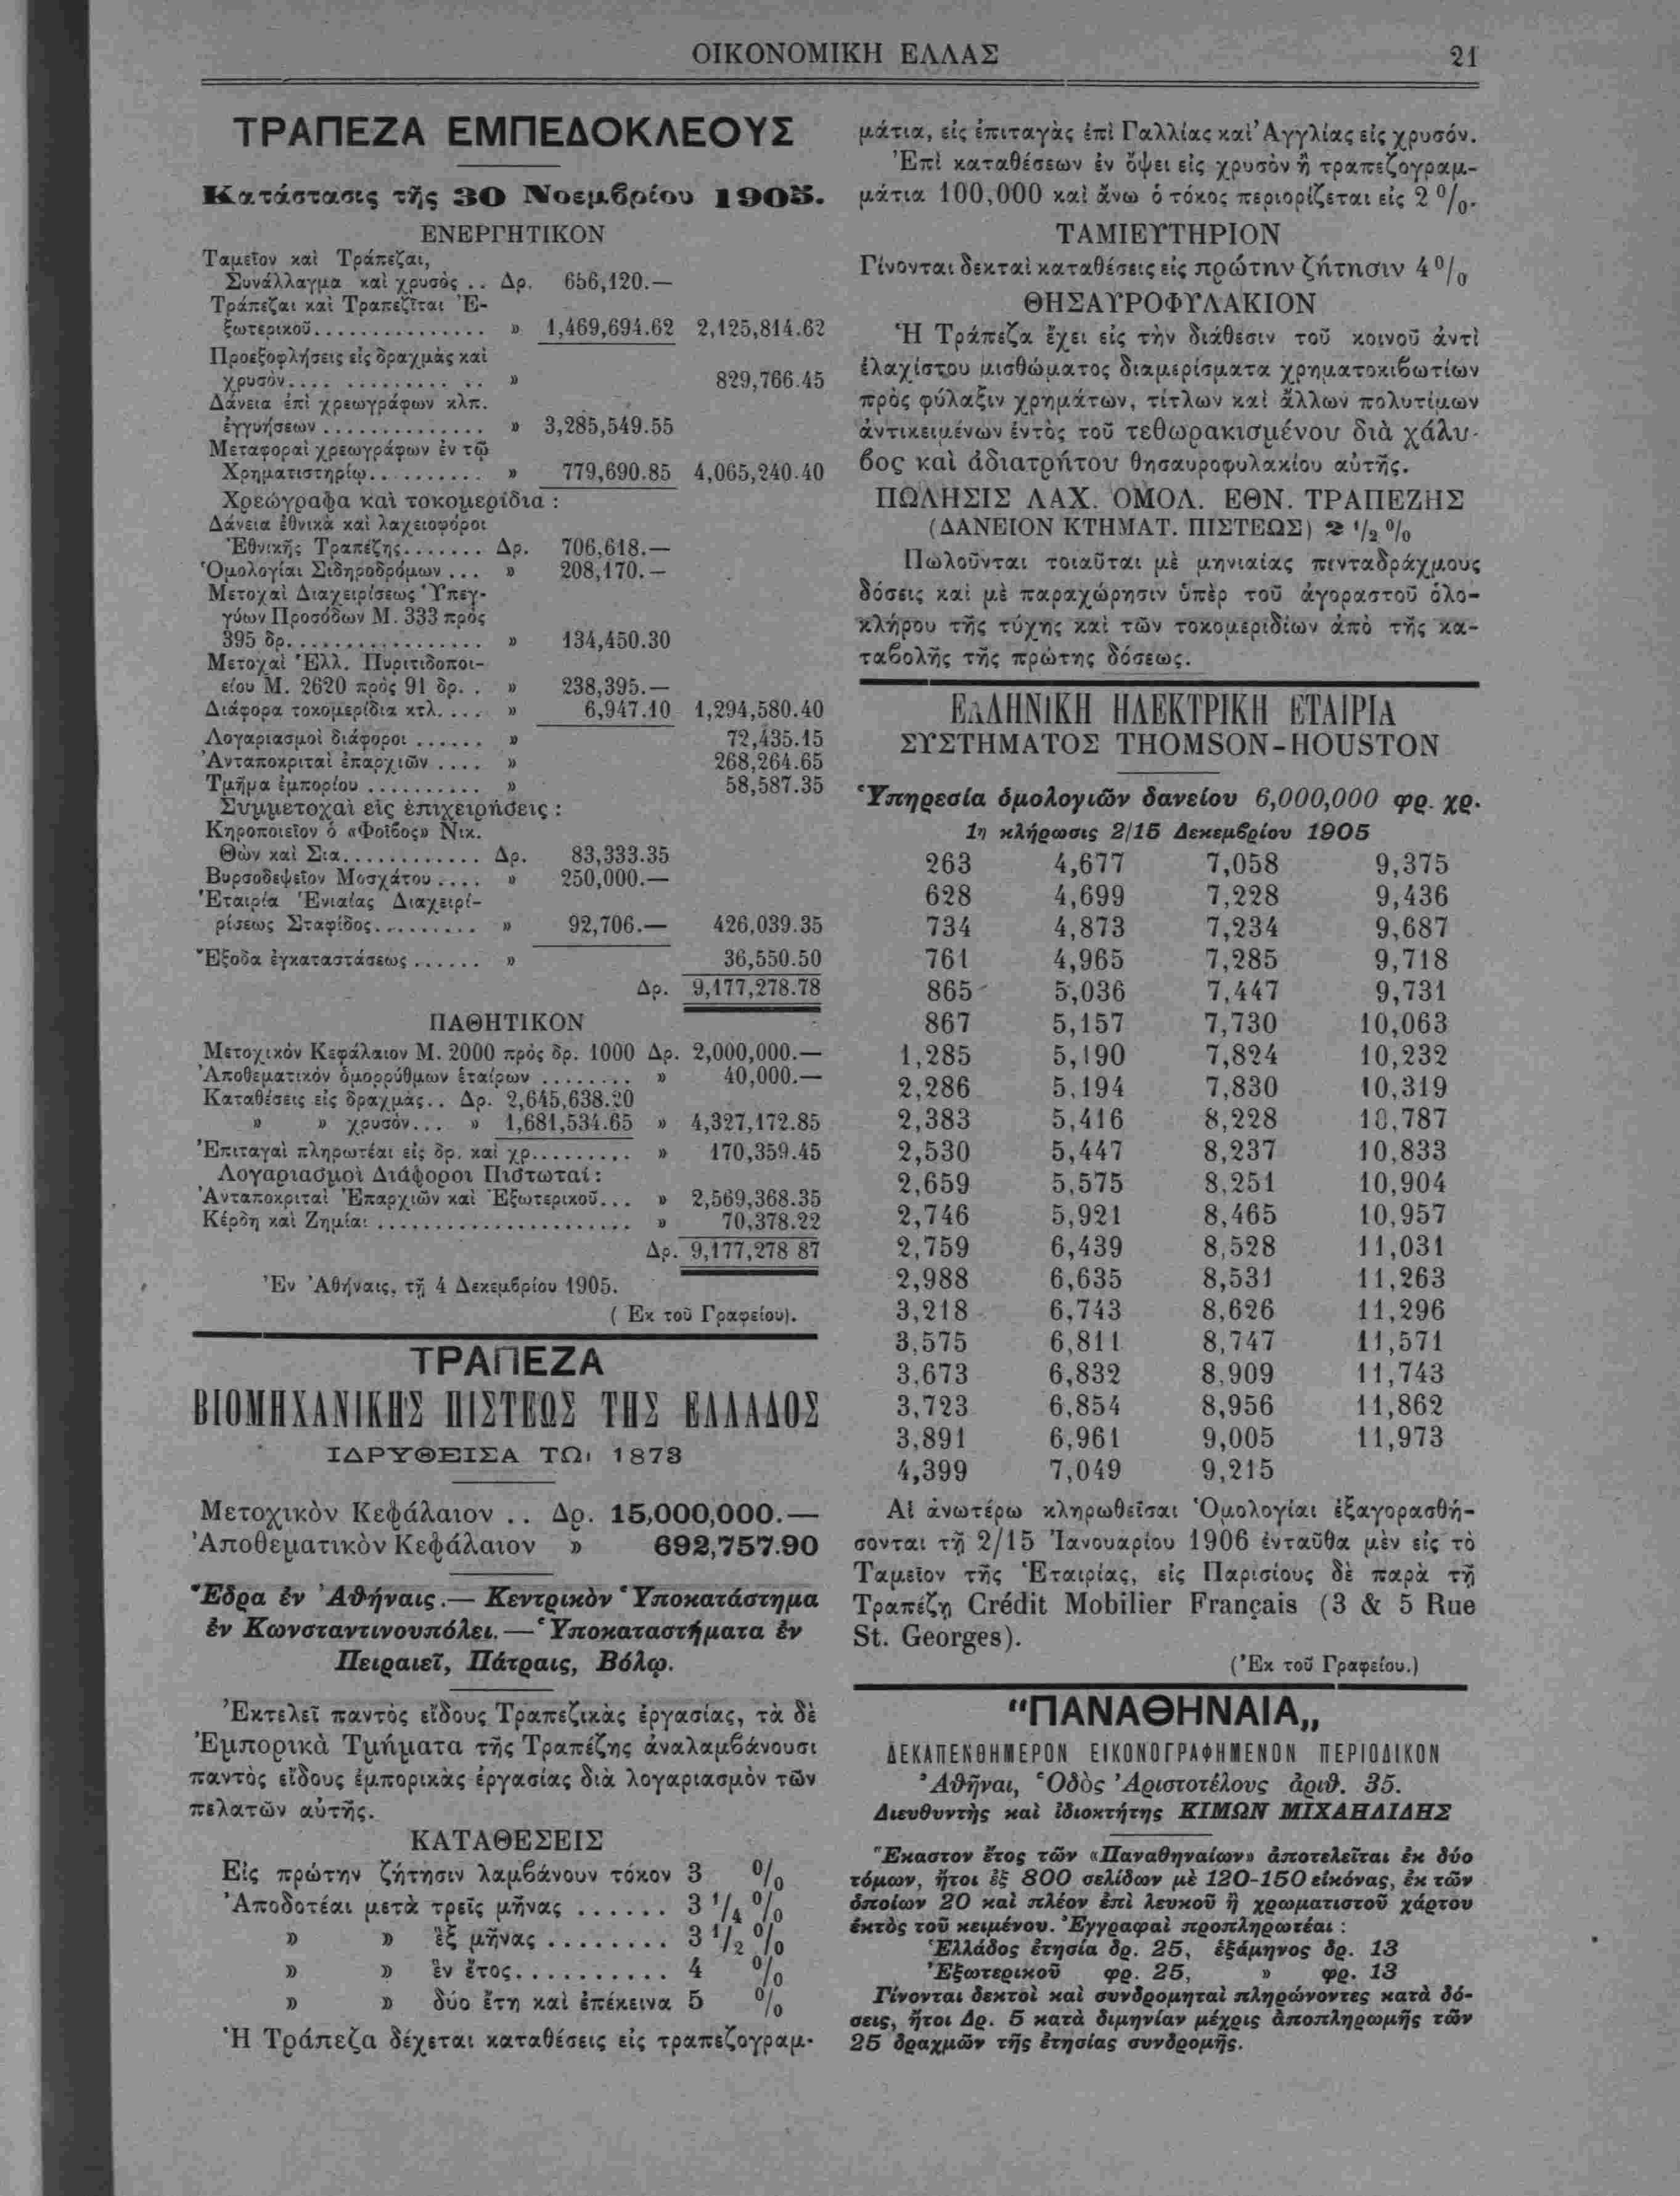 ΟΙΚΟΝΟΜΙΚΗ ΕΛΛΑΣ 21
ΤΡΑΠΕΖΑ ΕΜΠΕΔΟΚΛΕΟΥΣ
Κατάστασις τῆς 30 Νοεμβρίου 1905.
ΕΝΕΡΓΗΤΙΚΟΝ
Ταμεῖον καὶ Τράπεζαι,
Συνάλλαγμα καὶ χρυσὸς .. Δρ. 656,120.—
Τράπεζαι καὶ Τραπεζῖται Ἐ-
ξωτερικοῦ............... » 1,469,694.62 2,125,814.62
Προεξοφλήσεις εἰς δραχμὰς καὶ
χρυσὸν.... ........... .. » 829,766.45
Δάνεια ἐπὶ χρεωγράφων κλπ.
ἐγγυήσεων .............. » 3,285,549.55
Μεταφοραὶ χρεωγράφων ἐν τῷ
Χρηματιστηρίῳ.......... » 779,690.85 4,065,240.40
Χρεώγραφα καὶ τοκομερίδια :
Δάνεια ἐθνικὰ καὶ λαχειοφόροι
Ἐθνικῆς Τραπέζης....... Δρ. 706,618.—
Ὁμολογίαι Σιδηροδρόμων ... » 208,170.—
Μετοχαὶ Διαχειρίσεως Ὑπεγ-
γύων Προσόδων Μ. 333 πρὸς
395 δρ.................. » 134,450.30
Μετοχαὶ Ἑλλ. Πυριτιδοποι-
είου Μ. 2620 πρὸς 91 δρ. . » 238,395.—
Διάφορα τοκομερίδια κτλ.... » 6,947.10 1,294,580.40
Λογαριασμοὶ διάφοροι ...... » 72,435.15
Ἀνταποκριταὶ ἐπαρχιῶν .... » 268,264.65
Τμῆμα ἐμπορίου .......... » 58,587.35
Συμμετοχαὶ εἰς ἐπιχειρήσεις :
Κηροποιεῖον ὁ «Φοῖβος» Νικ.
Θὼν καὶ Σια............ Δρ. 83,333.35
Βυρσοδεψεῖον Μοσχάτου .... » 250,000.—
Ἑταιρία Ἑνιαίας Διαχειρί-
ρίσεως Σταφίδος......... » 92,706.— 426,039.35
Ἔξοδα ἐγκαταστάσεως ...... » 36,550.50
Δρ. 9,177,278.78
ΠΑΘΗΤΙΚΟΝ
Μετοχικὸν Κεφάλαιον Μ. 2000 πρὸς δρ. 1000 Δρ. 2,000,000.—
Ἀποθεματικὸν ὁμορρύθμων ἑταίρων ........ » 40,000.—
Καταθέσεις εἰς δραχμὰς.. Δρ. 2,645,638.20
» » χρυσὸν... » 1,681,534.65 » 4,327,172.85
Ἐπιταγαὶ πληρωτέαι εἰς δρ. καὶ χρ......... » 170,359.45
Λογαριασμοὶ Διάφοροι Πιστωταί:
Ἀνταποκριταὶ Ἐπαρχιῶν καὶ Ἐξωτερικοῦ... » 2,569,368.35
Κέρδη καὶ Ζημίαι ...................... » 70,378.22
Δρ. 9,177,278 87
Ἐν Ἀθήναις, τῇ 4 Δεκεμβρίου 1905.
( Εκ τοῦ Γραφείου).
ΤΡΑΠΕΖΑ
ΒΙΟΜΗΧΑΝΙΚΗΣ ΠΙΣΤΕΩΣ ΤΗΣ ΕΛΛΑΔΟΣ
ΙΔΡΥΘΕΙΣΑ ΤΩι 1873
Μετοχικὸν Κεφάλαιον .. Δρ. 15,000,000.—
Ἀποθεματικὸν Κεφάλαιον » 692,757.90
Ἕδρα ἐν Ἀθήναις.— Κεντρικὸν Ὑποκατάστημα
ἐν Κωνσταντινουπόλει.—Ὑποκαταστήματα ἐν
Πειραιεῖ, Πάτραις, Βόλῳ.
Ἐκτελεῖ παντὸς εἴδους Τραπεζικὰς ἐργασίας, τὰ δὲ
Ἐμπορικὰ Τμήματα τῆς Τραπέζης ἀναλαμβάνουσι
παντὸς εἴδους ἐμπορικὰς ἐργασίας διὰ λογαριασμὸν τῶν
πελατῶν αὐτῆς.
ΚΑΤΑΘΕΣΕΙΣ
Εἰς πρώτην ζήτησιν λαμβάνουν τόκον 3 %
Ἀποδοτέαι μετὰ τρεῖς μῆνας ...... 3 1/4 %
» » ἓξ μῆνας ........ 3 1/2 %
» » ἓν ἔτος.......... 4 %
» » δύο ἔτη καὶ ἐπέκεινα 5 %
Ἡ Τράπεζα δέχεται καταθέσεις εἰς τραπεζογραμ-
μάτια, εἰς ἐπιταγὰς ἐπὶ Γαλλίας καὶ Ἀγγλίας εἰς χρυσόν.
Ἐπὶ καταθέσεων ἐν ὄψει εἰς χρυσὸν ἢ τραπεζογραμ-
μάτια 100,000 καὶ ἄνω ὁ τόκος περιορίζεται εἰς 2 %.
ΤΑΜΙΕΥΤΗΡΙΟΝ
Γίνονται δεκταὶ καταθέσεις εἰς πρώτην ζήτησιν 4 %
ΘΗΣΑΥΡΟΦΥΛΑΚΙΟΝ
Ἡ Τράπεζα ἔχει εἰς τὴν διάθεσιν τοῦ κοινοῦ ἀντὶ
ἐλαχίστου μισθώματος διαμερίσματα χρηματοκιβωτίων
πρὸς φύλαξιν χρημάτων, τίτλων καὶ ἄλλων πολυτίμων
ἀντικειμένων ἐντὸς τοῦ τεθωρακισμένου διὰ χάλυ-
βος καὶ ἀδιατρήτου θησαυροφυλακίου αὐτῆς.
ΠΩΛΗΣΙΣ ΛΑΧ. ΟΜΟΛ. ΕΘΝ. ΤΡΑΠΕΖΗΣ
(ΔΑΝΕΙΟΝ ΚΤΗΜΑΤ. ΠΙΣΤΕΩΣ) 2 1/2 %
Πωλοῦνται τοιαῦται μὲ μηνιαίας πενταδράχμους
δόσεις καὶ μὲ παραχώρησιν ὑπὲρ τοῦ ἀγοραστοῦ ὁλο-
κλήρου τῆς τύχης καὶ τῶν τοκομεριδίων ἀπὸ τῆς κα-
ταβολῆς τῆς πρώτης δόσεως.
ΕΛΛΗΝΙΚΗ ΗΛΕΚΤΡΙΚΗ ΕΤΑΙΡΙΑ
ΣΥΣΤΗΜΑΤΟΣ THOMSON-HOUSTON
Ὑπηρεσία ὁμολογιῶν δανείου 6,000,000 φρ. χρ.
1η κλήρωσις 2/15 Δεκεμβρίου 1905
263 4,677 7,058 9,375
628 4,699 7,228 9,436
734 4,873 7,234 9,687
761 4,965 7,285 9,718
865 5,036 7,447 9,731
867 5,157 7,730 10,063
1,285 5,190 7,824 10,232
2,286 5,194 7,830 10,319
2,383 5,416 8,228 10,787
2,530 5,447 8,237 10,833
2,659 5,575 8,251 10,904
2,746 5,921 8,465 10,957
2,759 6,439 8,528 11,031
2,988 6,635 8,531 11,263
3,218 6,743 8,626 11,296
3,575 6,811 8,747 11,571
3,673 6,832 8,909 11,743
3,723 6,854 8,956 11,862
3,891 6,961 9,005 11,973
4,399 7,049 9,215
Αἱ ἀνωτέρω κληρωθεῖσαι Ὁμολογίαι ἐξαγορασθή-
σονται τῇ 2/15 Ἰανουαρίου 1906 ἐνταῦθα μὲν εἰς τὸ
Ταμεῖον τῆς Ἑταιρίας, εἰς Παρισίους δὲ παρὰ τῇ
Τραπέζῃ Crédit Mobilier Français (3 & 5 Rue
St. Georges).
(Ἐκ τοῦ Γραφείου.)
"ΠΑΝΑΘΗΝΑΙΑ„
ΔΕΚΑΠΕΝΘΗΜΕΡΟΝ ΕΙΚΟΝΟΓΡΑΦΗΜΕΝΟΝ ΠΕΡΙΟΔΙΚΟΝ
Ἀθῆναι, Ὁδὸς Ἀριστοτέλους ἀριθ. 35.
Διευθυντὴς καὶ ἰδιοκτήτης ΚΙΜΩΝ ΜΙΧΑΗΛΙΔΗΣ
Ἕκαστον ἔτος τῶν «Παναθηναίων» ἀποτελεῖται ἐκ δύο
τόμων, ἤτοι ἐξ 800 σελίδων μὲ 120-150 εἰκόνας, ἐκ τῶν
ὁποίων 20 καὶ πλέον ἐπὶ λευκοῦ ἢ χρωματιστοῦ χάρτου
ἐκτὸς τοῦ κειμένου. Ἐγγραφαὶ προπληρωτέαι :
Ἑλλάδος ἐτησία δρ. 25, ἑξάμηνος δρ. 13
Ἐξωτερικοῦ φρ. 25, » φρ. 13
Γίνονται δεκτοὶ καὶ συνδρομηταὶ πληρώνοντες κατὰ δό-
σεις, ἤτοι Δρ. 5 κατὰ διμηνίαν μέχρις ἀποπληρωμῆς τῶν
25 δραχμῶν τῆς ἐτησίας συνδρομῆς.